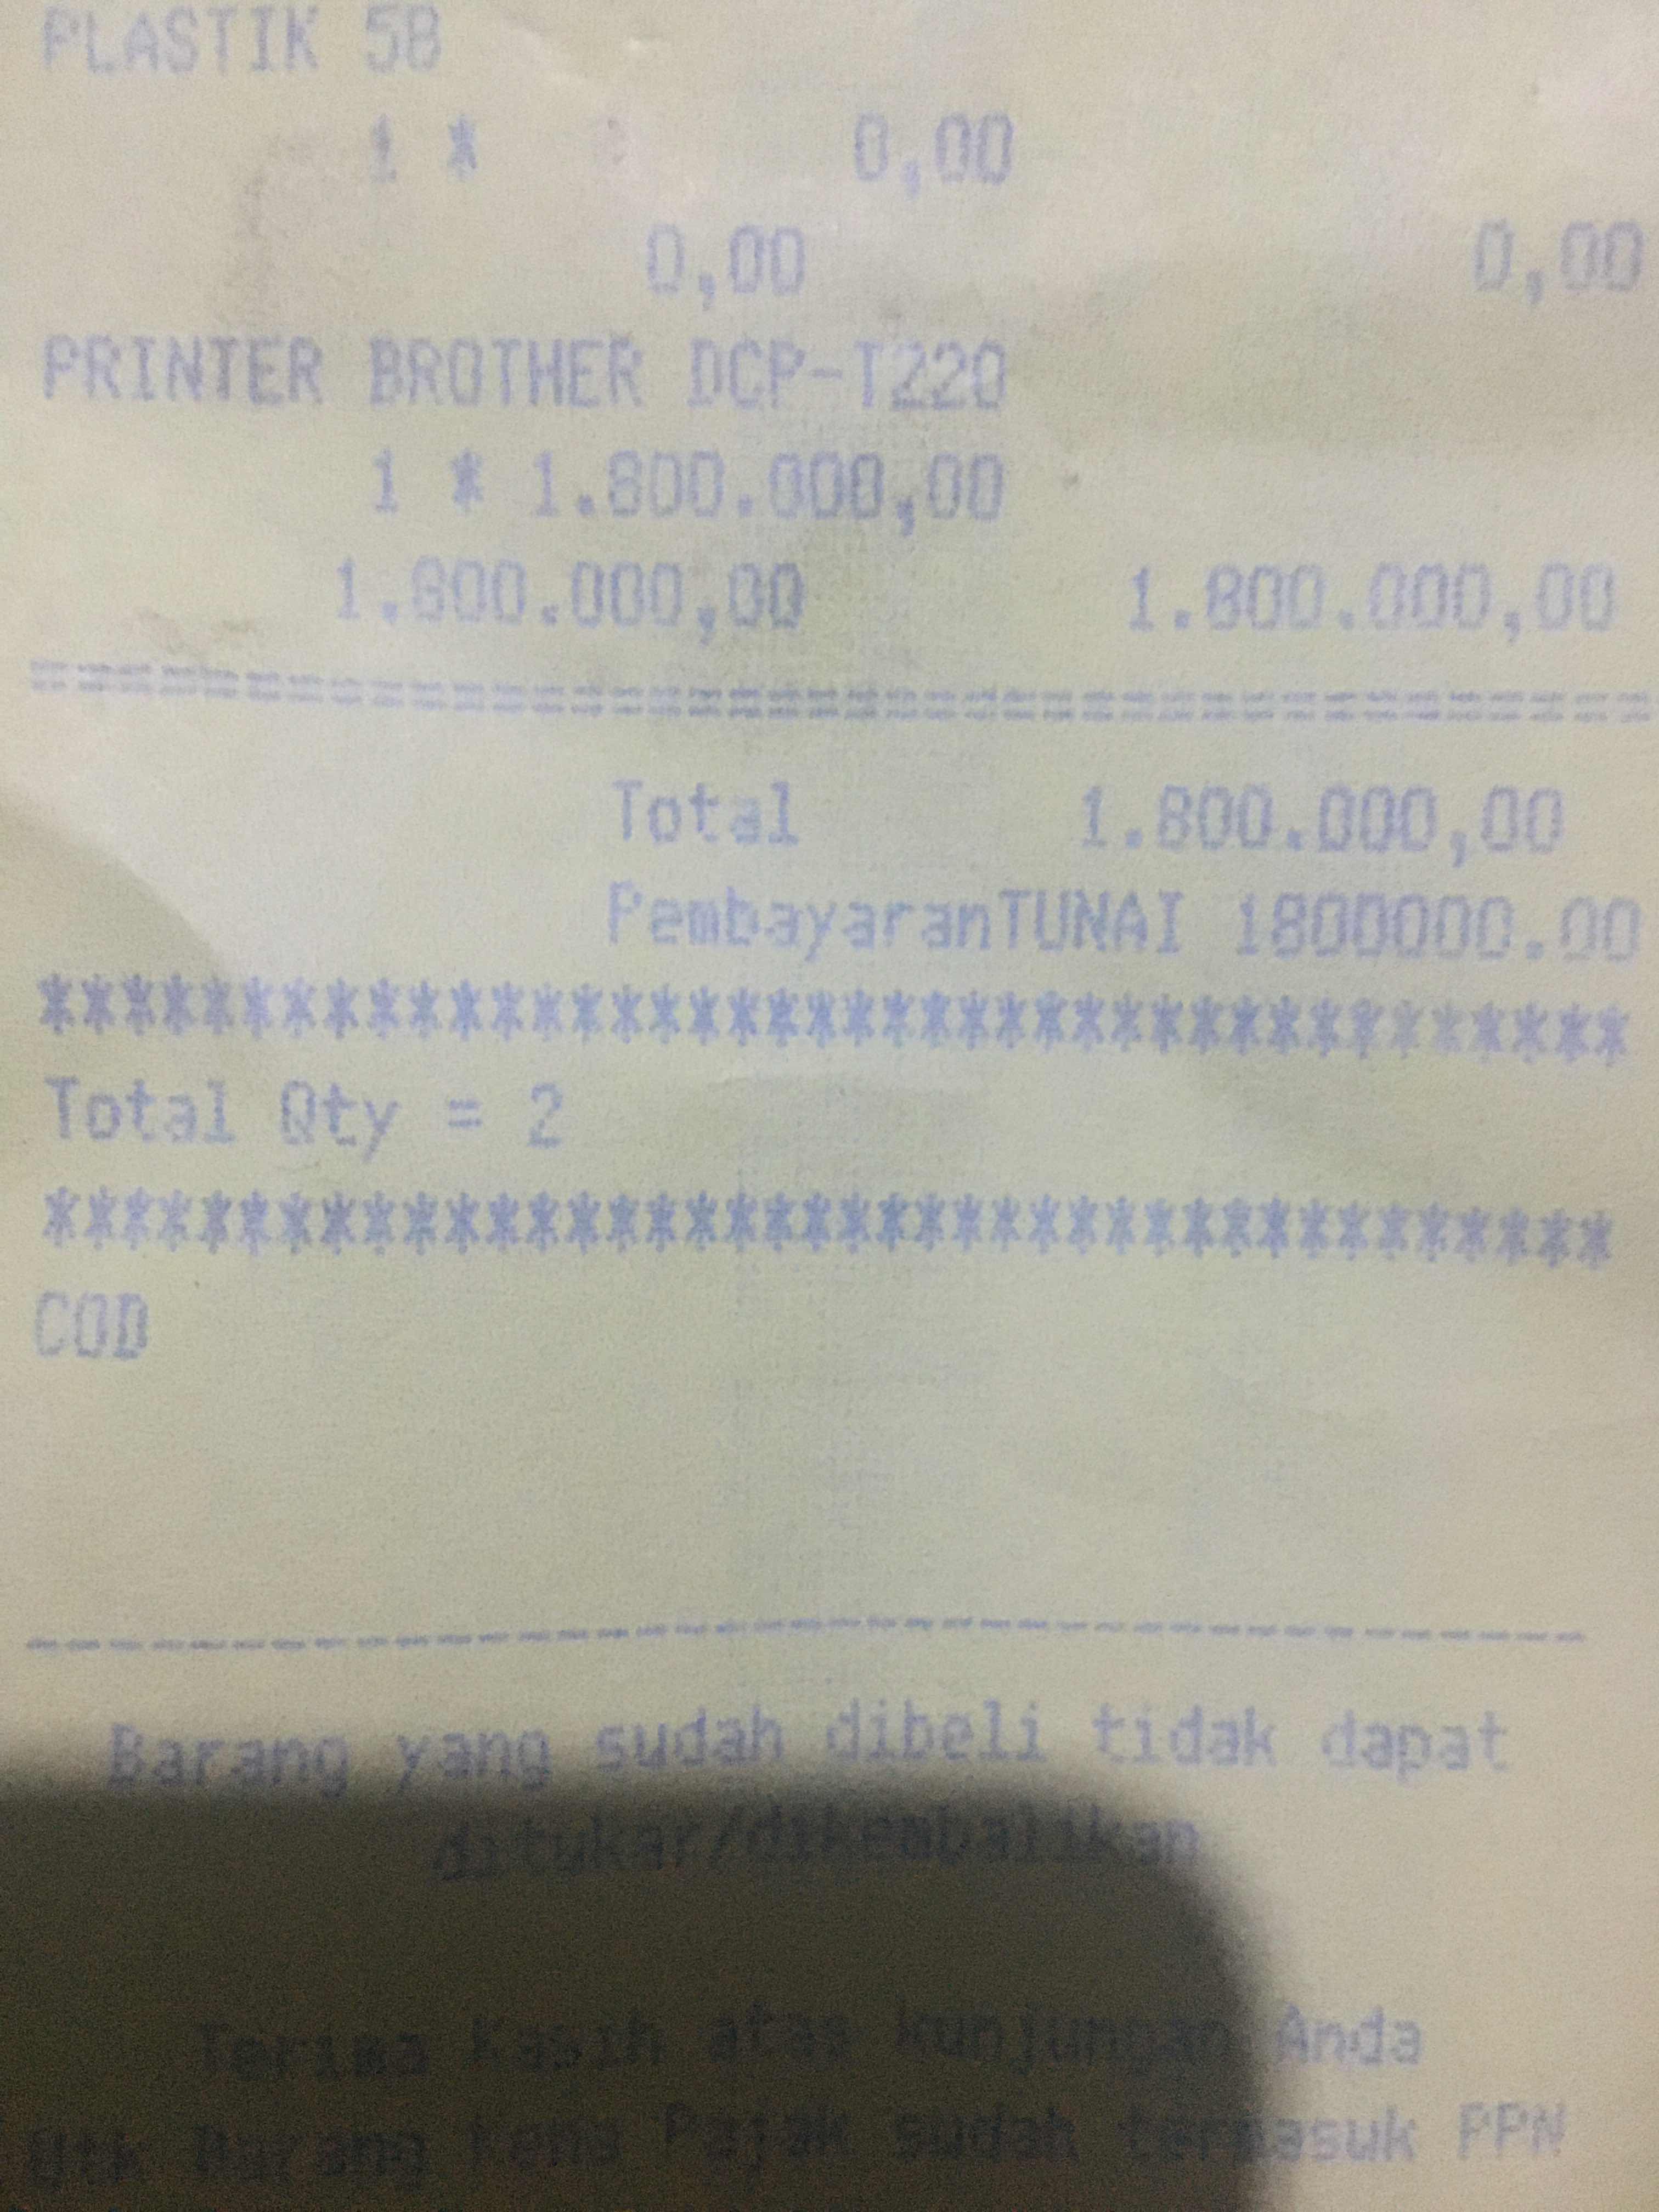 PLASTIK 5B
1 * 0,00
0,00 0,00
PRINTER BROTHER DCP-T220
1 * 1.800.000,00
1.800.000,00 1.800.000,00
========================================
Total 1.800.000,00
PembayaranTUNAI 1800000.00
****************************************
Total Qty = 2
****************************************
COD
----------------------------------------
Barang yang sudah dibeli tidak dapat
ditukar/dikembalikan
Terima Kasih atas kunjungan Anda
Utk Barang Kena Pajak sudah termasuk PPN